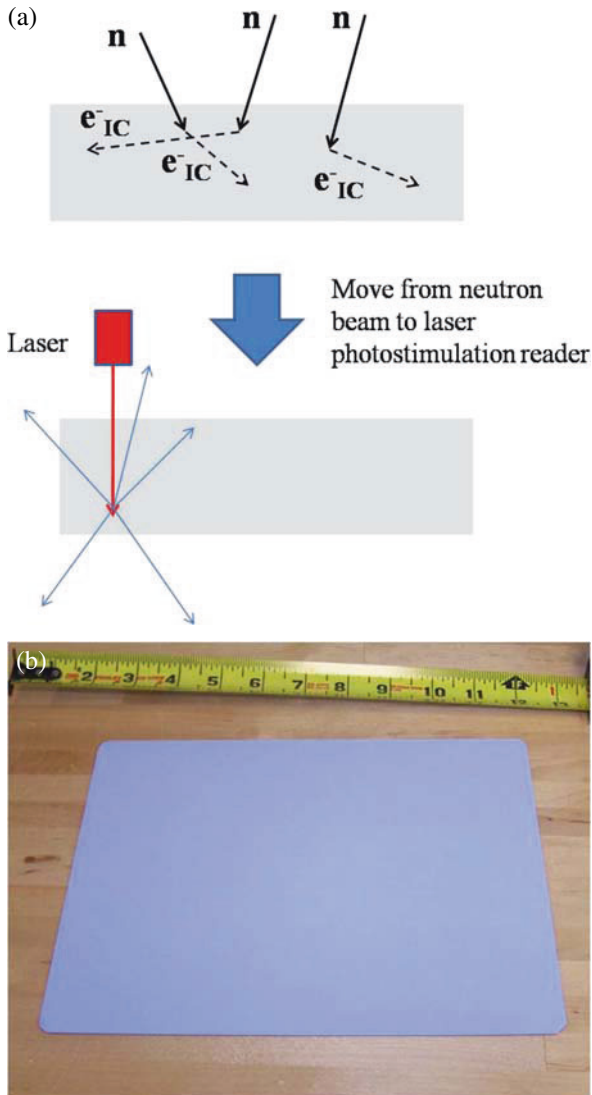 (a)
n n n
e⁻IC
e⁻IC
e⁻IC
Move from neutron
beam to laser
photostimulation reader
Laser
(b)
2 3 4 5 6 7 8 9 10 11 1